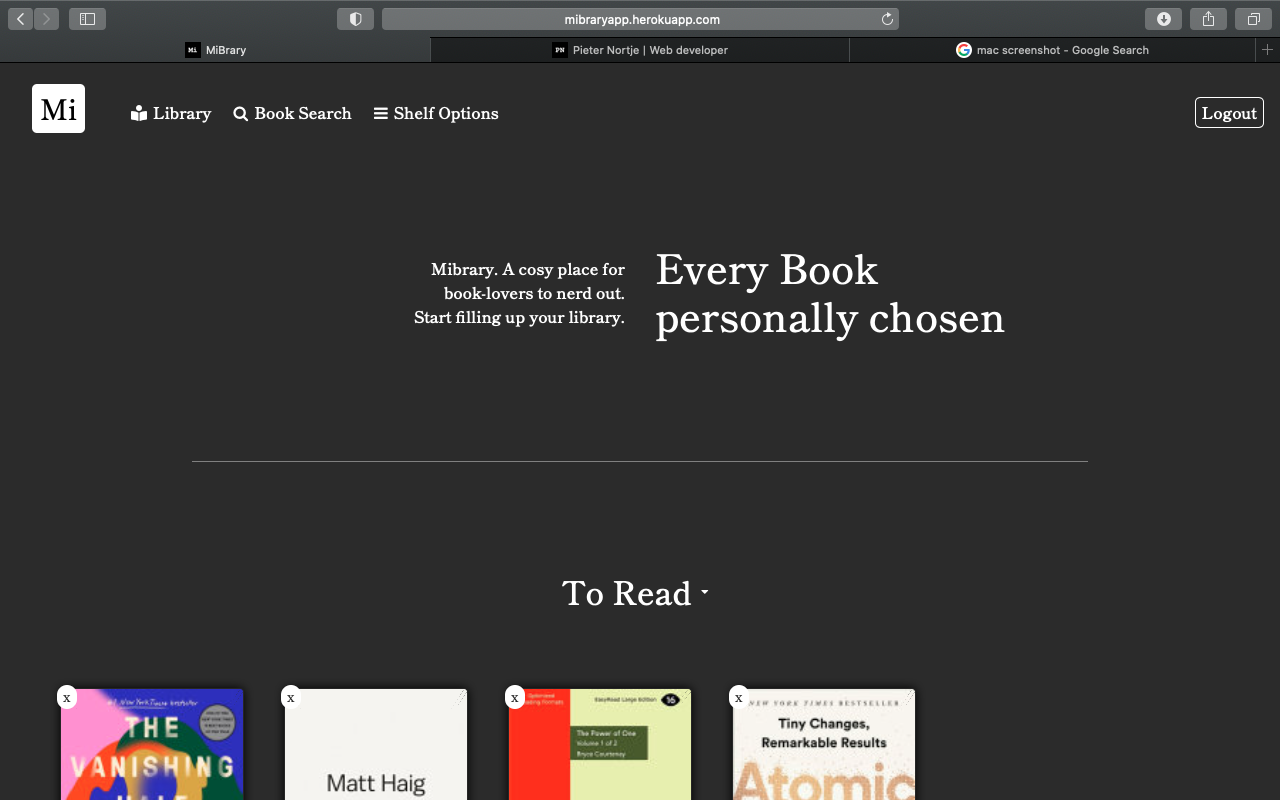 mibraryapp.herokuapp.com
Mi MiBrary
PN Pieter Nortje | Web developer
mac screenshot - Google Search
Mi
Library
Book Search
Shelf Options
Logout
Mibrary. A cosy place for
book-lovers to nerd out.
Start filling up your library.
Every Book
personally chosen
To Read
x
#1 New York Times bestseller
THE
VANISHING
HALF
x
Matt Haig
x
EasyRead Large Edition
16
The Power of One
Volume 1 of 2
Bryce Courtenay
x
NEW YORK TIMES BESTSELLER
Tiny Changes,
Remarkable Results
Atomic